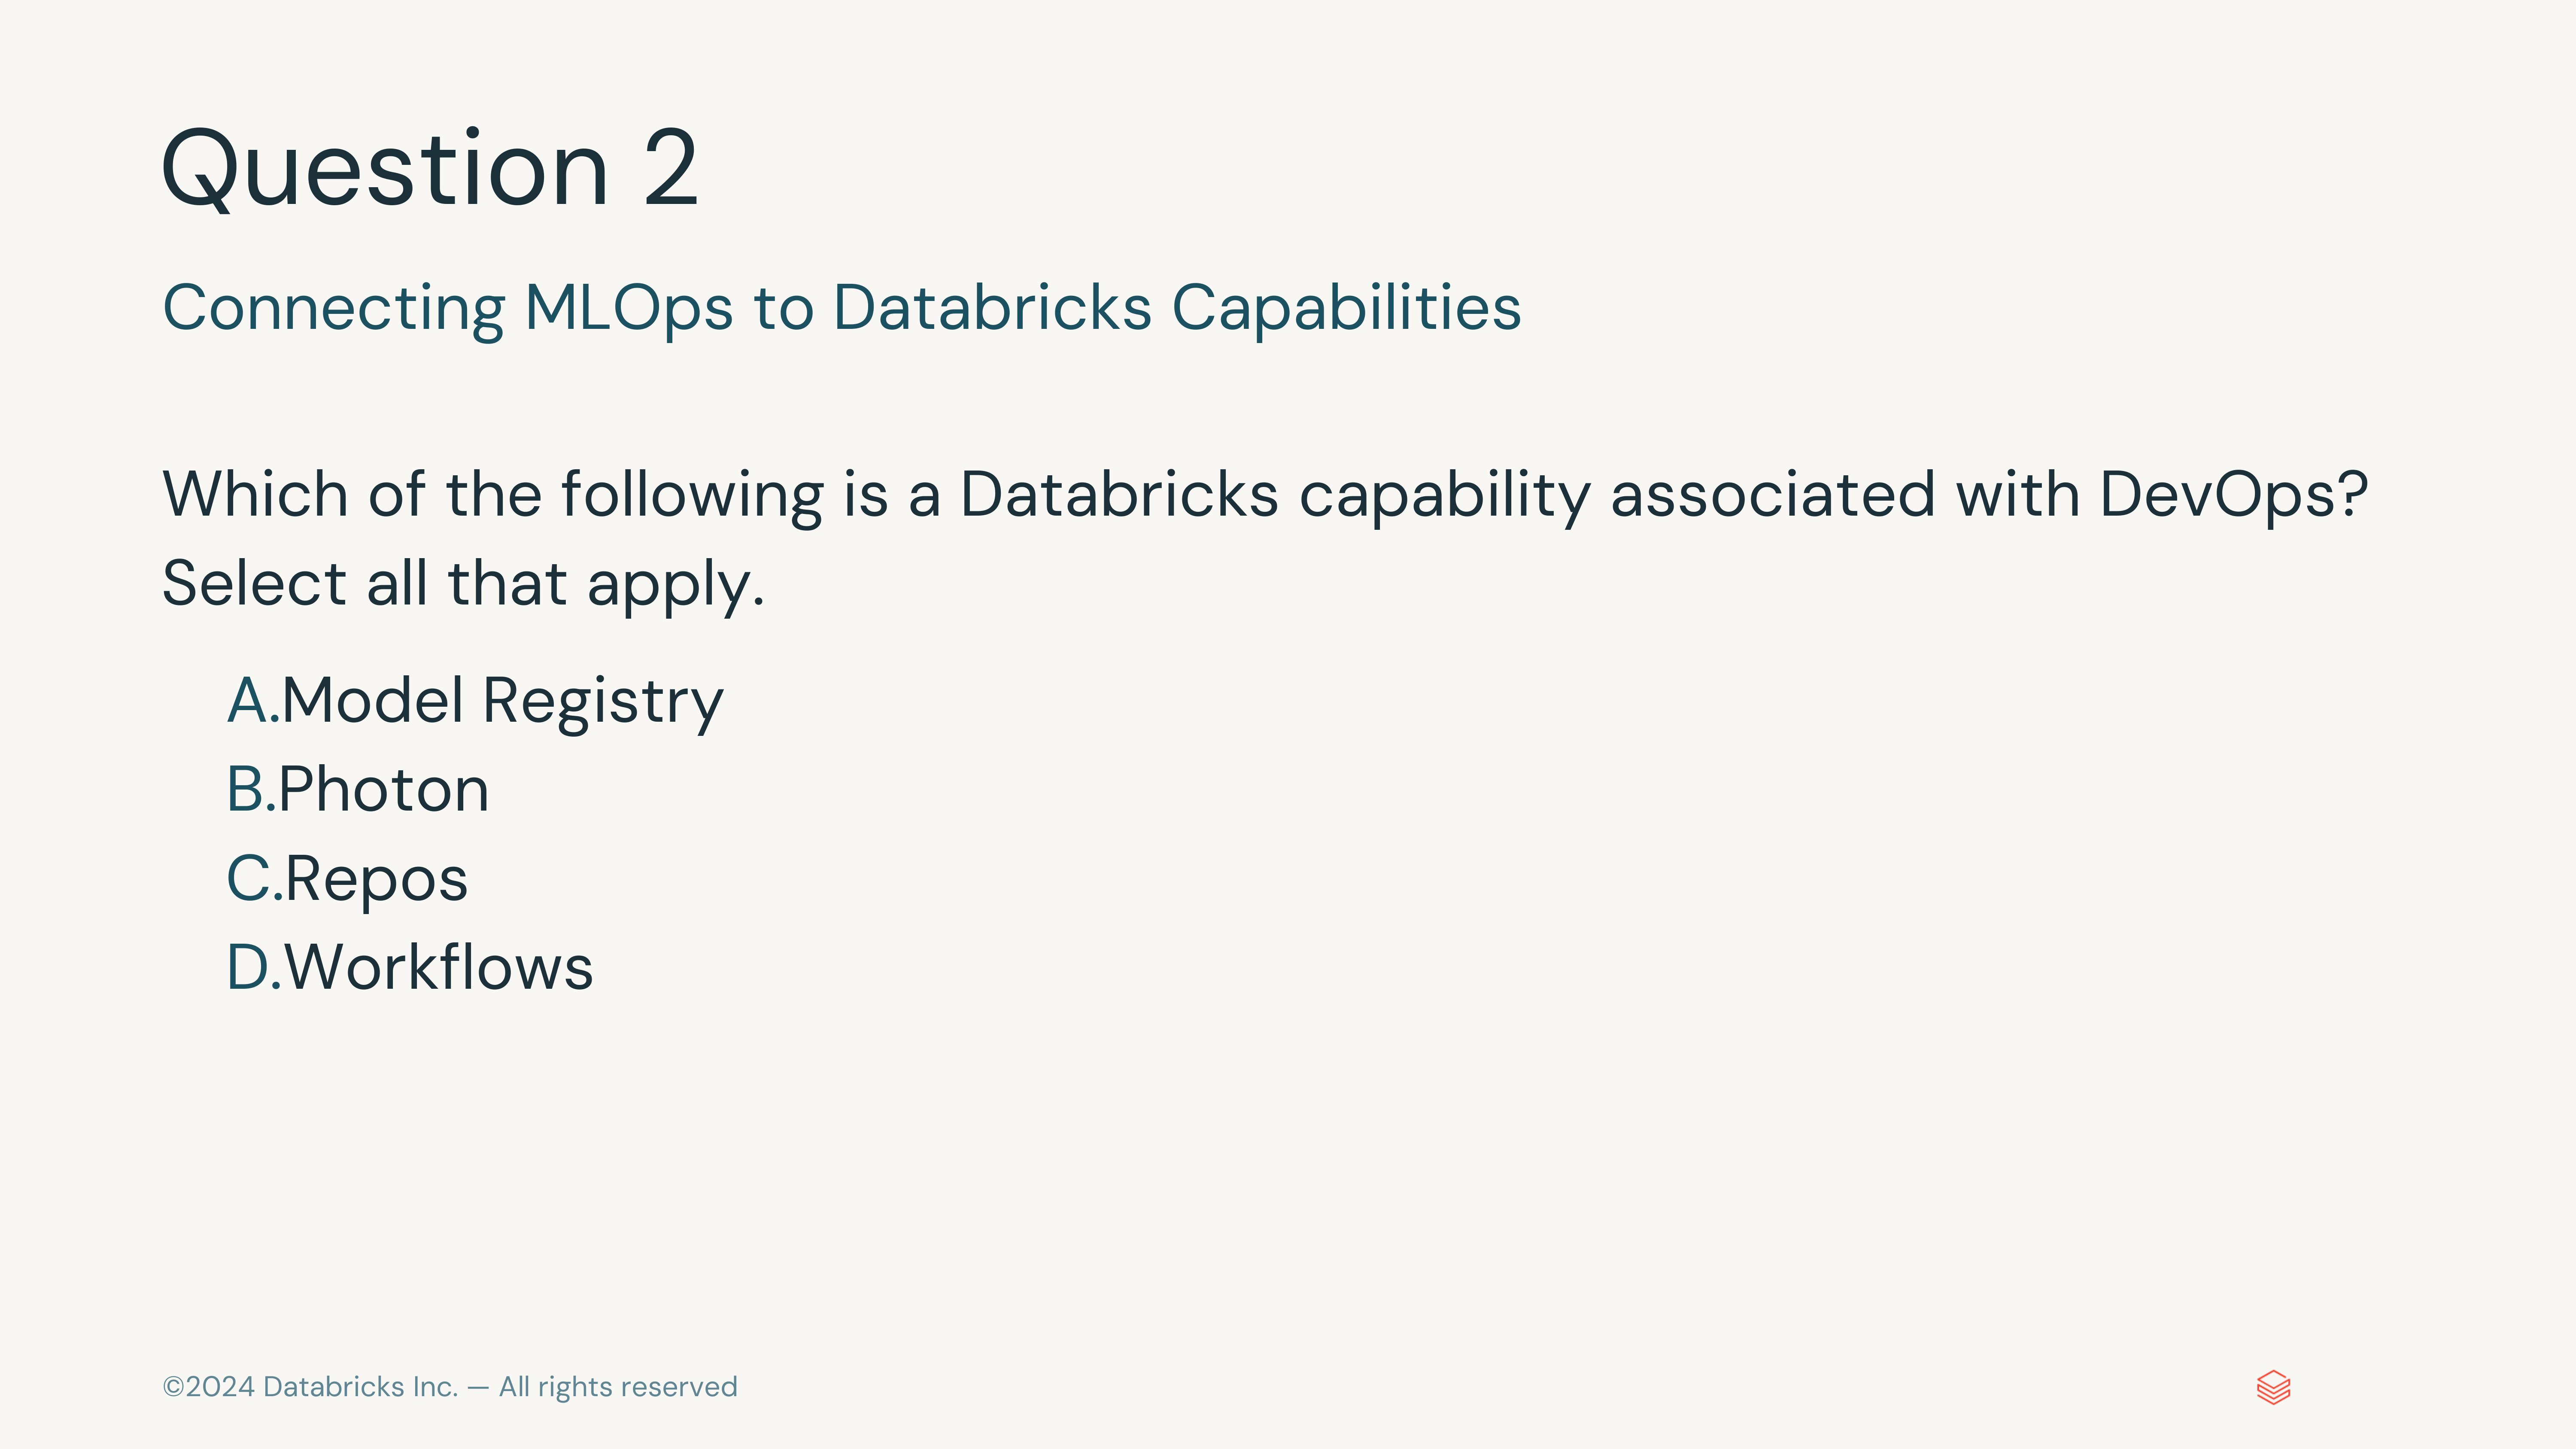 Question 2
Connecting MLOps to Databricks Capabilities
Which of the following is a Databricks capability associated with DevOps?
Select all that apply.
A.Model Registry
B.Photon
C.Repos
D.Workflows
©2024 Databricks Inc. — All rights reserved